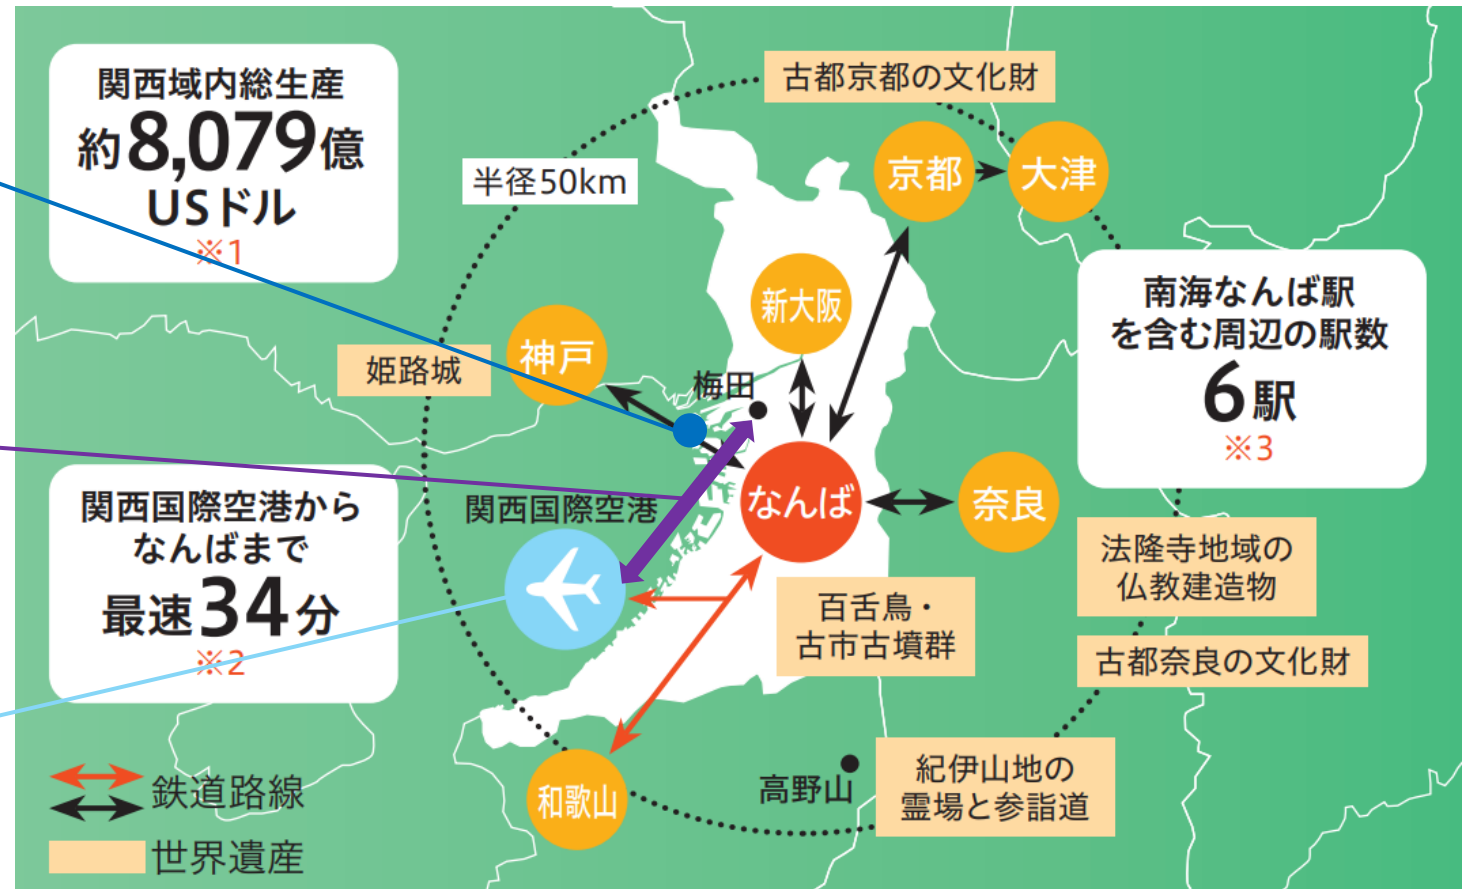 関西域内総生産
約8,079億
USドル
※1
古都京都の文化財
半径50km
京都
大津
新大阪
南海なんば駅
を含む周辺の駅数
6駅
※3
神戸
姫路城
梅田
なんば
奈良
関西国際空港から
なんばまで
最速34分
※2
関西国際空港
法隆寺地域の
仏教建造物
百舌鳥・
古市古墳群
古都奈良の文化財
和歌山
高野山
紀伊山地の
霊場と参詣道
鉄道路線
世界遺産